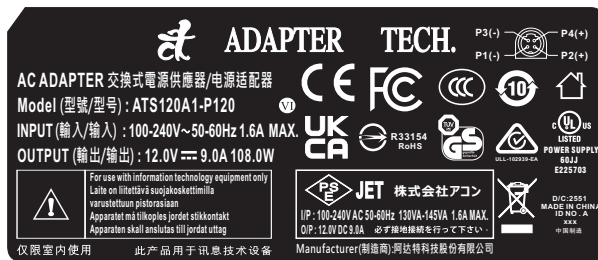 ADAPTER TECH.
P3(-) P4(+)
P1(-) P2(+)
AC ADAPTER 交換式電源供應器/电源适配器
Model (型號/型号) : ATS120A1-P120
VI
INPUT (輸入/输入) : 100-240V~50-60Hz 1.6A MAX.
OUTPUT (輸出/输出) : 12.0V 9.0A 108.0W
CE FC CCC 10
UK
CA
R33154
RoHS
TÜV
GS
ULL-102939-EA
c UL us
LISTED
POWER SUPPLY
60JJ
E225703
For use with information technology equipment only
Laite on liitettävä suojakoskettimilla
varustettuun pistorasiaan
Apparatet må tilkoples jordet stikkontakt
Apparaten skall anslutas till jordat uttag
PSE JET 株式会社アコン
I/P : 100-240V AC 50-60Hz 130VA-145VA 1.6A MAX.
O/P : 12.0V DC 9.0A 必ず接地接続を行って下さい。
D/C:2551
MADE IN CHINA
ID NO . A
xxx
中国制造
仅限室内使用 此产品用于讯息技术设备
Manufacturer(制造商):阿达特科技股份有限公司